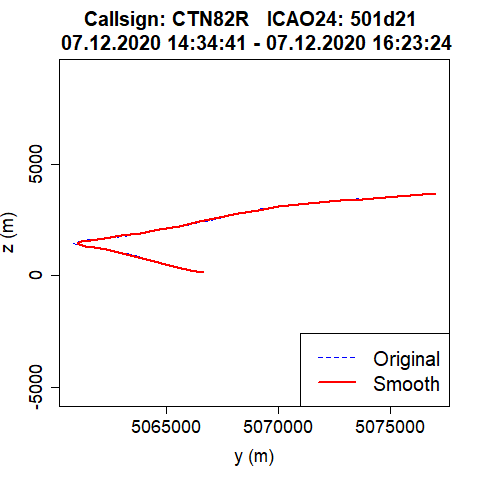 Callsign: CTN82R   ICAO24: 501d21
07.12.2020 14:34:41 - 07.12.2020 16:23:24
z (m)
5000
0
-5000
Original
Smooth
5065000
5070000
5075000
y (m)